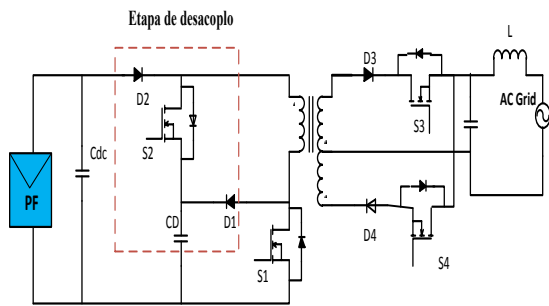 Etapa de desacoplo
L
D3
D2
AC Grid
S3
S2
Cdc
PF
CD
D1
D4
S1
S4